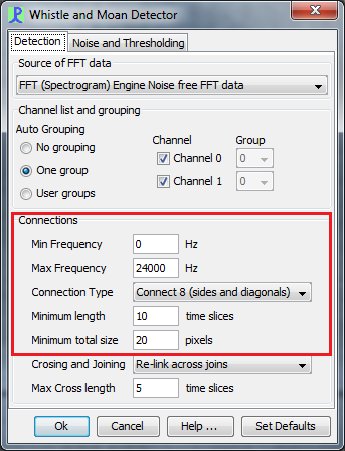 Whistle and Moan Detector
Detection Noise and Thresholding
Source of FFT data
FFT (Spectrogram) Engine Noise free FFT data
Channel list and grouping
Auto Grouping Channel Group
No grouping Channel 0 0
One group Channel 1 0
User groups
Connections
Min Frequency 0 Hz
Max Frequency 24000 Hz
Connection Type Connect 8 (sides and diagonals)
Minimum length 10 time slices
Minimum total size 20 pixels
Crosing and Joining Re-link across joins
Max Cross length 5 time slices
Ok Cancel Help ... Set Defaults